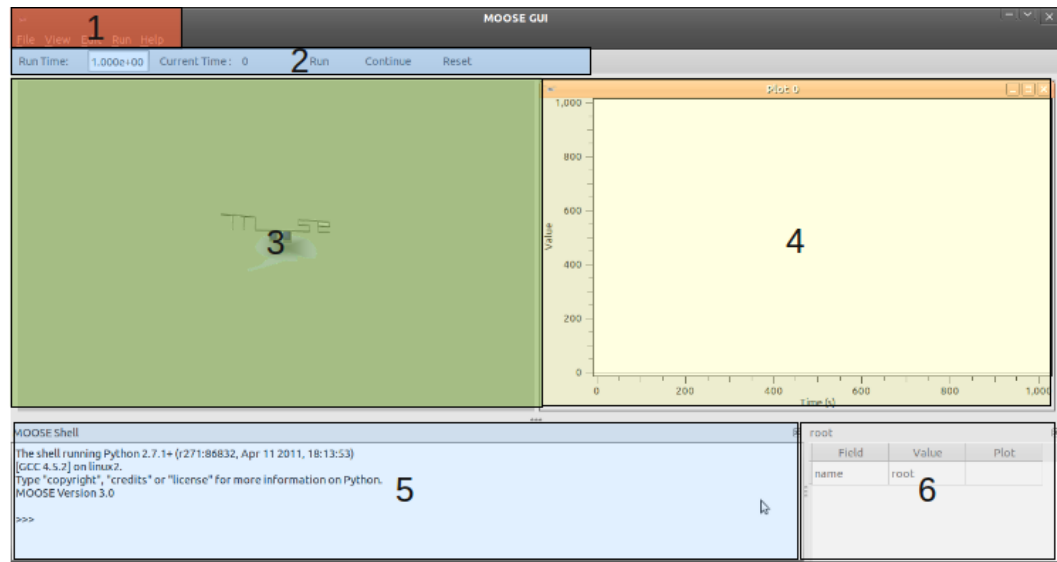 MOOSE GUI
1
File View Edit Run Help
Run Time: 1.000e+00 Current Time: 0 2 Run Continue Reset
Plot 0
1,000
800
600
400
200
0
Value
0 200 400 600 800 1,000
Time (s)
moose
3
4
MOOSE Shell
The shell running Python 2.7.1+ (r271:86832, Apr 11 2011, 18:13:53)
[GCC 4.5.2] on linux2.
Type "copyright", "credits" or "license" for more information on Python.
MOOSE Version 3.0
>>>
5
root
Field Value Plot
name root
6